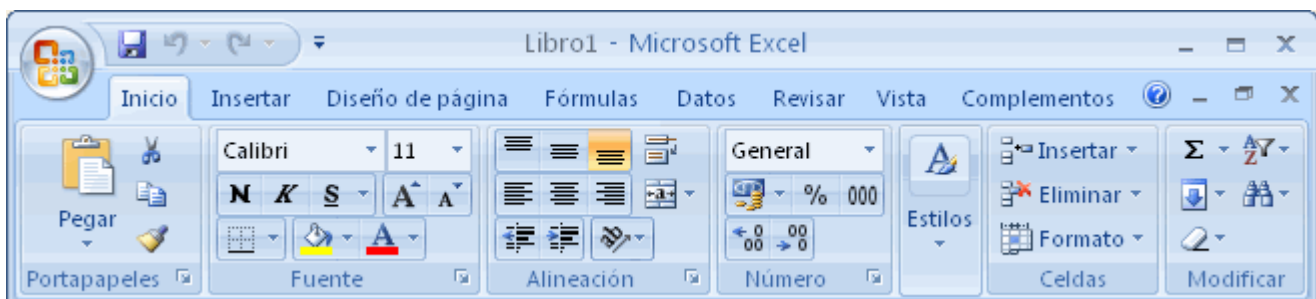 Libro1 - Microsoft Excel
Inicio Insertar Diseño de página Fórmulas Datos Revisar Vista Complementos
Calibri 11 General Insertar Σ
N K S A A % 000 Eliminar
Pegar Estilos
A Formato
Portapapeles Fuente Alineación Número Celdas Modificar